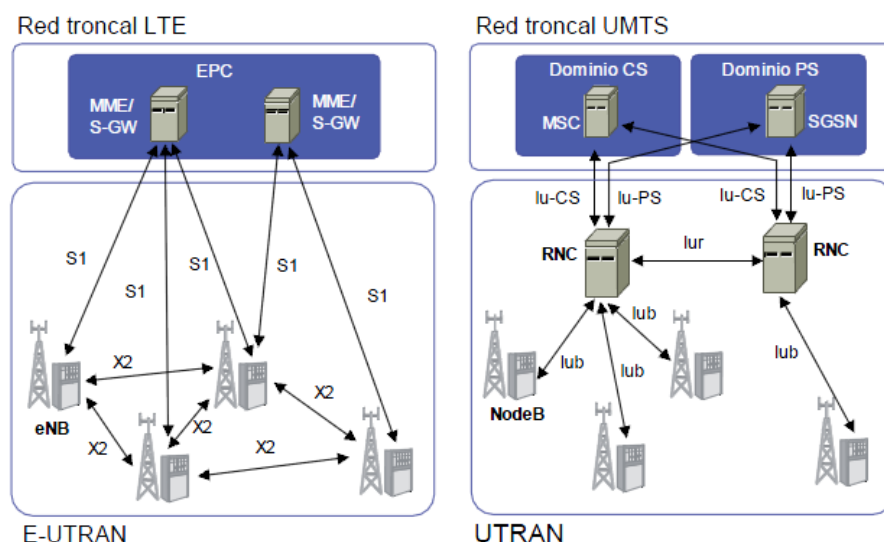 Red troncal LTE
EPC
MME/
S-GW
MME/
S-GW
S1
S1
S1
S1
S1
X2
X2
X2
X2
X2
eNB
E-UTRAN
Red troncal UMTS
Dominio CS
Dominio PS
MSC
SGSN
Iu-CS
Iu-PS
Iu-CS
Iu-PS
RNC
Iur
RNC
Iub
Iub
Iub
Iub
NodeB
UTRAN